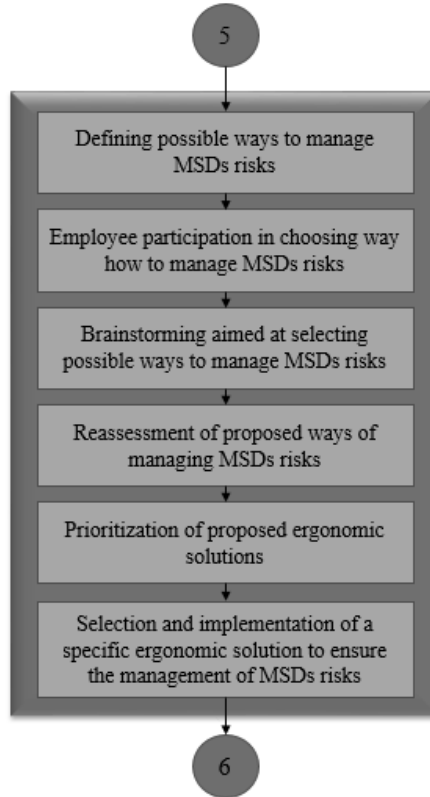 5
Defining possible ways to manage
MSDs risks
Employee participation in choosing way
how to manage MSDs risks
Brainstorming aimed at selecting
possible ways to manage MSDs risks
Reassessment of proposed ways of
managing MSDs risks
Prioritization of proposed ergonomic
solutions
Selection and implementation of a
specific ergonomic solution to ensure
the management of MSDs risks
6